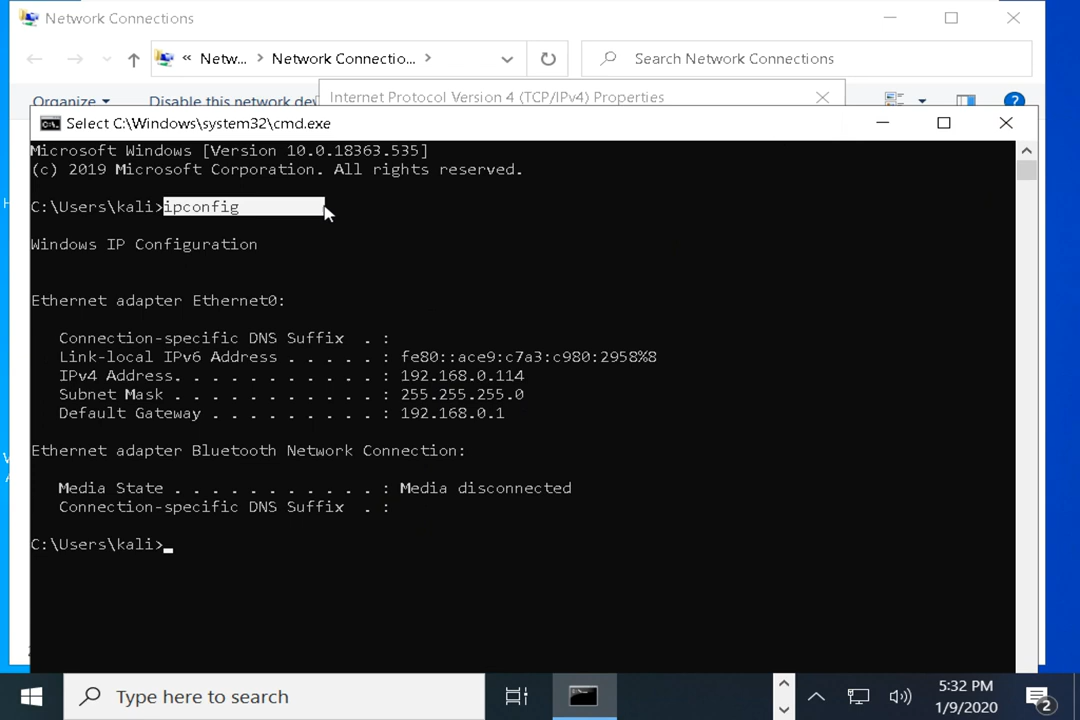 Network Connections
« Netw... > Network Connectio... >
Search Network Connections
Organize
Disable this network dev
Internet Protocol Version 4 (TCP/IPv4) Properties
Select C:\Windows\system32\cmd.exe
Microsoft Windows [Version 10.0.18363.535]
(c) 2019 Microsoft Corporation. All rights reserved.
C:\Users\kali>ipconfig
Windows IP Configuration
Ethernet adapter Ethernet0:
Connection-specific DNS Suffix . :
Link-local IPv6 Address . . . . . : fe80::ace9:c7a3:c980:2958%8
IPv4 Address. . . . . . . . . . . : 192.168.0.114
Subnet Mask . . . . . . . . . . . : 255.255.255.0
Default Gateway . . . . . . . . . : 192.168.0.1
Ethernet adapter Bluetooth Network Connection:
Media State . . . . . . . . . . . : Media disconnected
Connection-specific DNS Suffix . :
C:\Users\kali>_
Type here to search
5:32 PM
1/9/2020
2